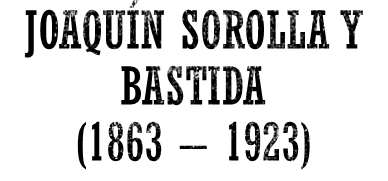 JOAQUÍN SOROLLA Y
BASTIDA
(1863 – 1923)